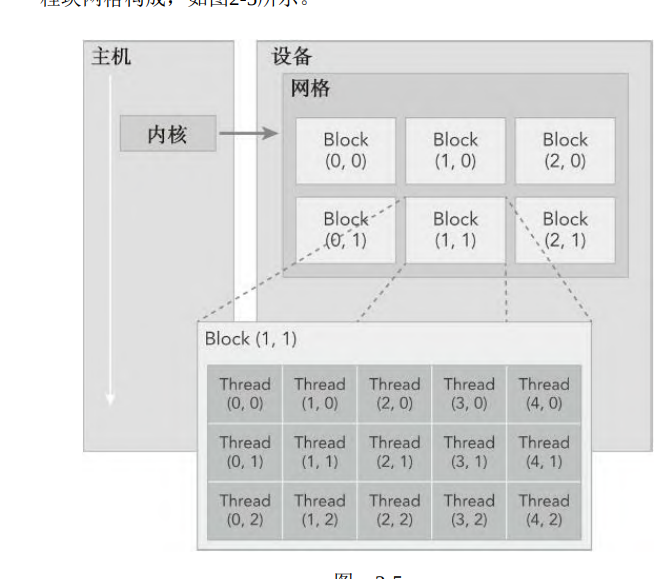 程块网格构成，如图2-5所示。
主机
设备
网格
内核
Block
(0, 0)
Block
(1, 0)
Block
(2, 0)
Block
(0, 1)
Block
(1, 1)
Block
(2, 1)
Block (1, 1)
Thread
(0, 0)
Thread
(1, 0)
Thread
(2, 0)
Thread
(3, 0)
Thread
(4, 0)
Thread
(0, 1)
Thread
(1, 1)
Thread
(2, 1)
Thread
(3, 1)
Thread
(4, 1)
Thread
(0, 2)
Thread
(1, 2)
Thread
(2, 2)
Thread
(3, 2)
Thread
(4, 2)
图 2-5